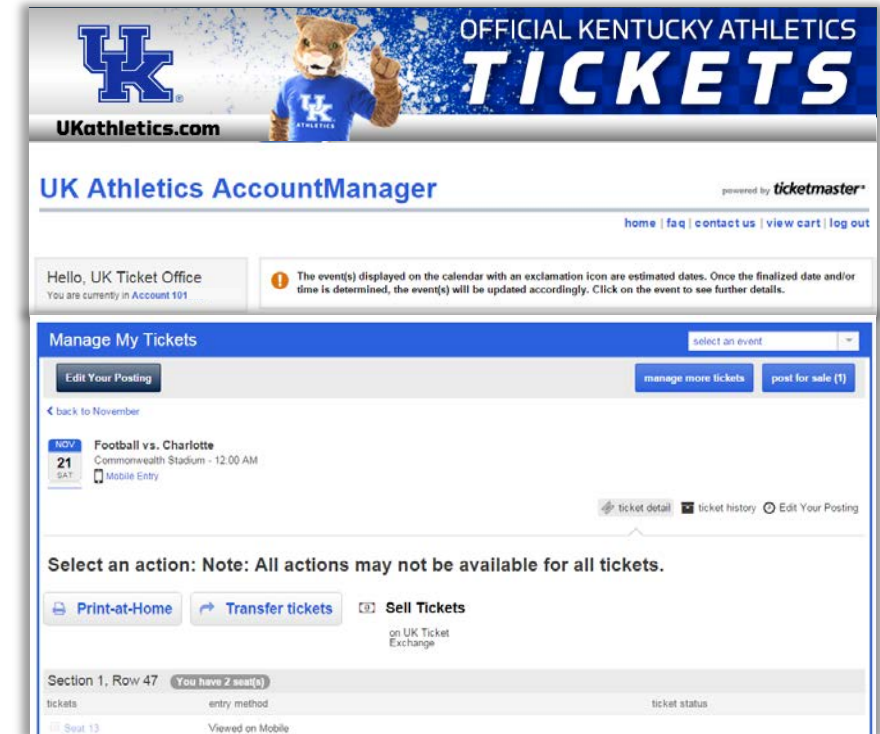 OFFICIAL KENTUCKY ATHLETICS
TICKETS
UK
UK
ATHLETICS
UKathletics.com
UK Athletics AccountManager
powered by ticketmaster
home | faq | contact us | view cart | log out
Hello, UK Ticket Office
You are currently in Account 101
The event(s) displayed on the calendar with an exclamation icon are estimated dates. Once the finalized date and/or
time is determined, the event(s) will be updated accordingly. Click on the event to see further details.
Manage My Tickets
select an event
Edit Your Posting
manage more tickets
post for sale (1)
back to November
NOV
21
SAT
Football vs. Charlotte
Commonwealth Stadium - 12:00 AM
Mobile Entry
ticket detail
ticket history
Edit Your Posting
Select an action: Note: All actions may not be available for all tickets.
Print-at-Home
Transfer tickets
Sell Tickets
on UK Ticket
Exchange
Section 1, Row 47 You have 2 seat(s)
tickets
entry method
ticket status
Seat 13
Viewed on Mobile